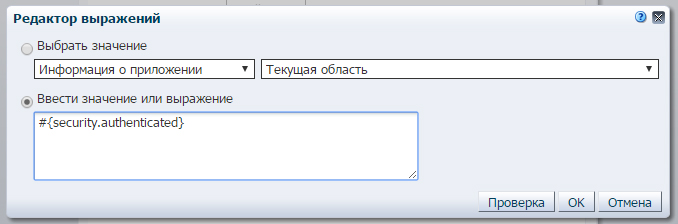 Редактор выражений
Выбрать значение
Информация о приложении Текущая область
Ввести значение или выражение
#{security.authenticated}
Проверка OK Отмена